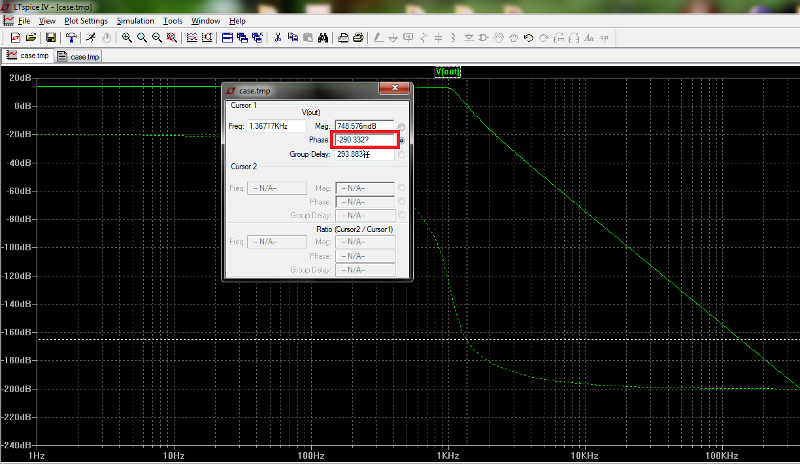 LTspice IV - [case.tmp]
File View Plot Settings Simulation Tools Window Help
case.tmp case.tmp
V[out]
20dB
0dB
-20dB
-40dB
-60dB
-80dB
-100dB
-120dB
-140dB
-160dB
-180dB
-200dB
-220dB
-240dB
1Hz 10Hz 100Hz 1KHz 10KHz 100KHz
case.tmp
Cursor 1
V(out)
Freq: 1.36717KHz Mag: 748.576mdB
Phase: -290.332?
Group Delay: 293.883
Cursor 2
Freq: -- N/A-- Mag: -- N/A--
Phase: -- N/A--
Group Delay: -- N/A--
Ratio (Cursor2 / Cursor1)
Freq: -- N/A-- Mag: -- N/A--
Phase: -- N/A--
Group Delay: -- N/A--